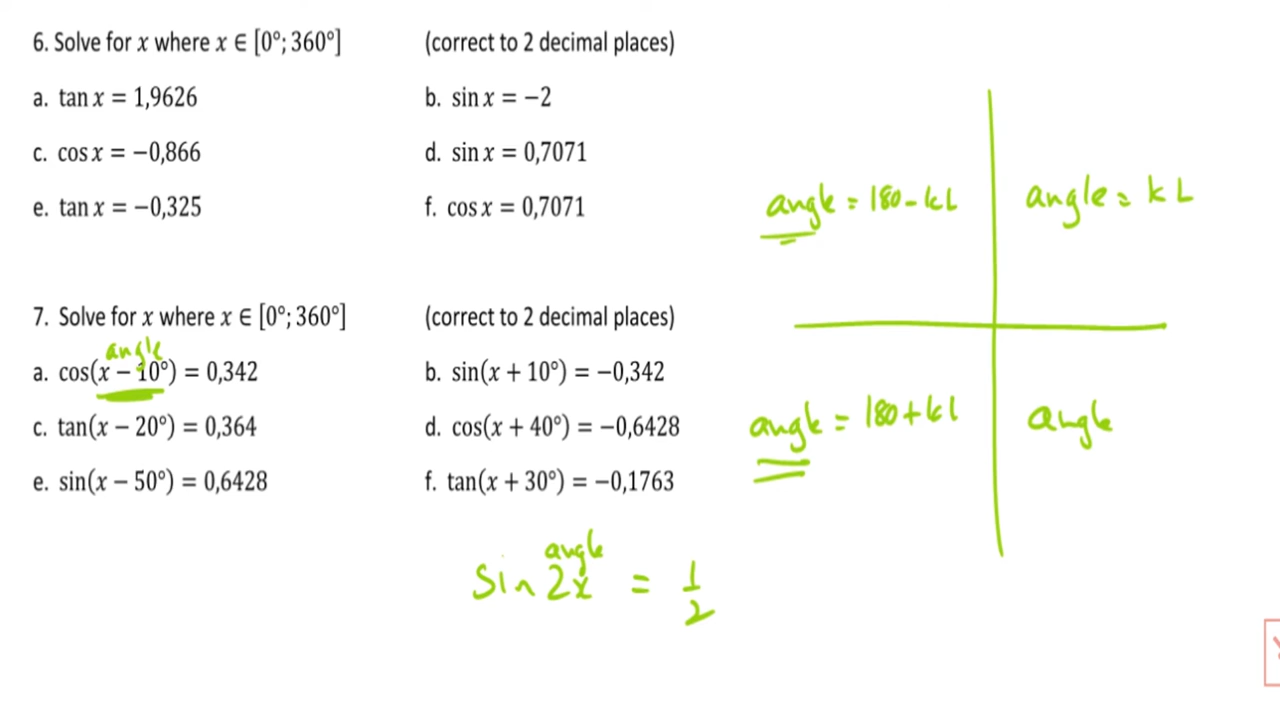 6. Solve for x where x ∈ [0°; 360°] (correct to 2 decimal places)
a. tan x = 1,9626 b. sin x = −2
c. cos x = −0,866 d. sin x = 0,7071
e. tan x = −0,325 f. cos x = 0,7071
angle = 180 - kL
angle = kL
7. Solve for x where x ∈ [0°; 360°] (correct to 2 decimal places)
angle
a. cos(x − 10°) = 0,342 b. sin(x + 10°) = −0,342
c. tan(x − 20°) = 0,364 d. cos(x + 40°) = −0,6428
e. sin(x − 50°) = 0,6428 f. tan(x + 30°) = −0,1763
angle = 180 + kL
angle
angle
sin 2x = 1/2